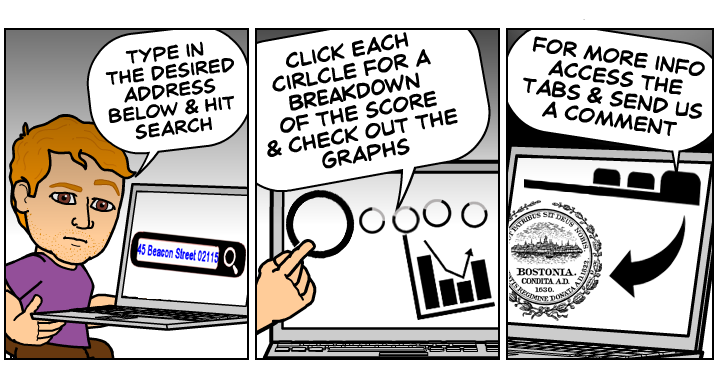 TYPE IN
THE DESIRED
ADDRESS
BELOW & HIT
SEARCH
45 Beacon Street 02115
CLICK EACH
CIRLCLE FOR A
BREAKDOWN
OF THE SCORE
& CHECK OUT THE
GRAPHS
FOR MORE INFO
ACCESS THE
TABS & SEND US
A COMMENT
PATRIBUS SIT DEUS NOBIS
BOSTONIA.
CONDITA A.D.
1630.
REGIMINE DONATA A.D. 1822.